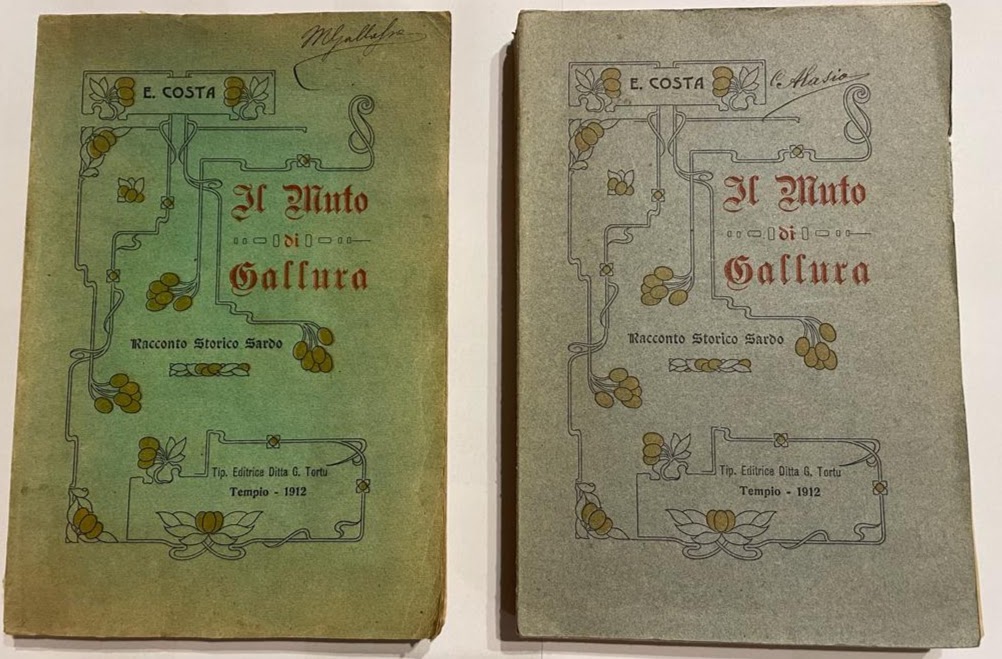 E. COSTA
Il Muto
di
Gallura
Racconto Storico Sardo
Tip. Editrice Ditta G. Tortu
Tempio - 1912
E. COSTA
Il Muto
di
Gallura
Racconto Storico Sardo
Tip. Editrice Ditta G. Tortu
Tempio - 1912